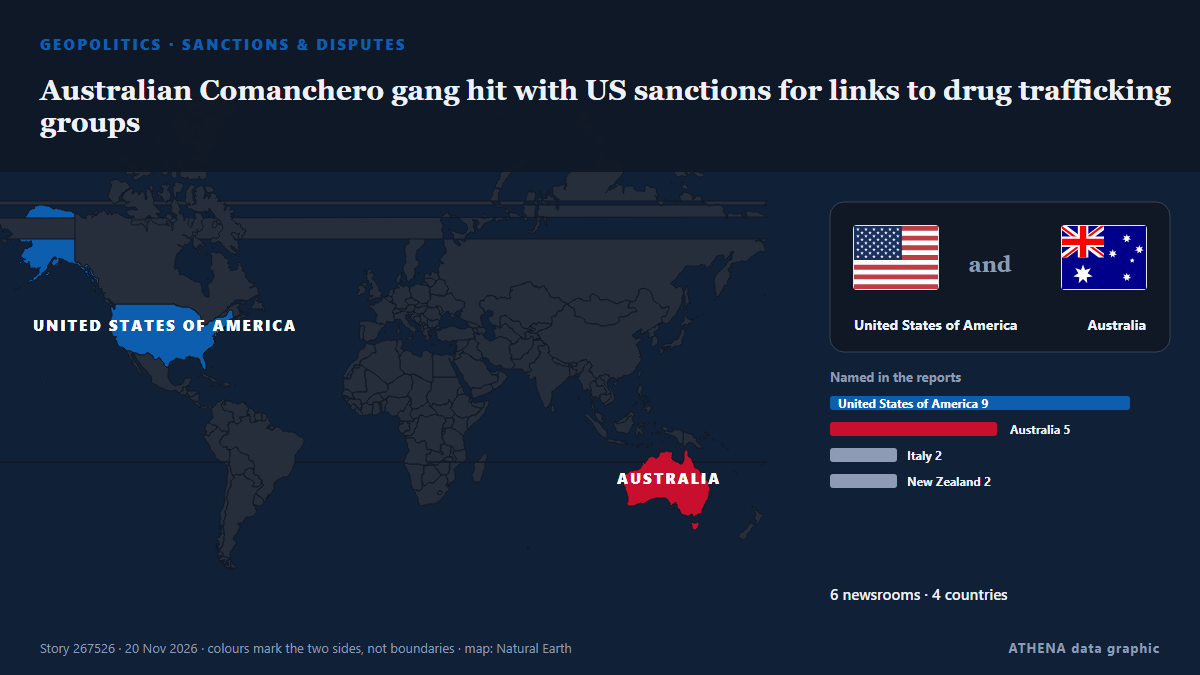 GEOPOLITICS · SANCTIONS & DISPUTES
Australian Comanchero gang hit with US sanctions for links to drug trafficking
groups
UNITED STATES OF AMERICA
AUSTRALIA
and
United States of America
Australia
Named in the reports
United States of America 9
Australia 5
Italy 2
New Zealand 2
6 newsrooms · 4 countries
Story 267526 · 20 Nov 2026 · colours mark the two sides, not boundaries · map: Natural Earth
ATHENA data graphic